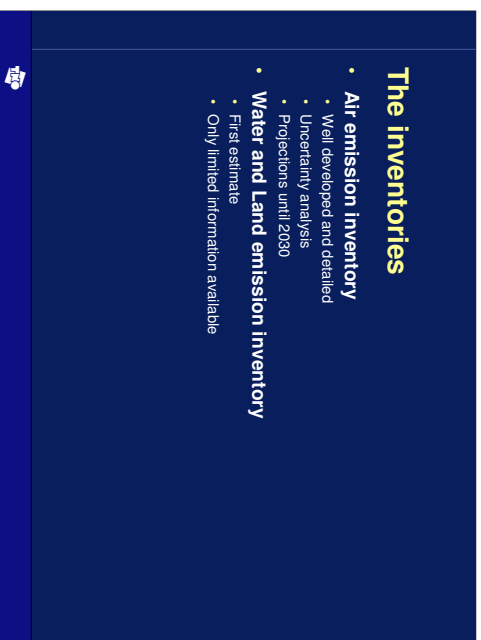 The inventories
• Air emission inventory
• Well developed and detailed
• Uncertainty analysis
• Projections until 2030
• Water and Land emission inventory
• First estimate
• Only limited information available